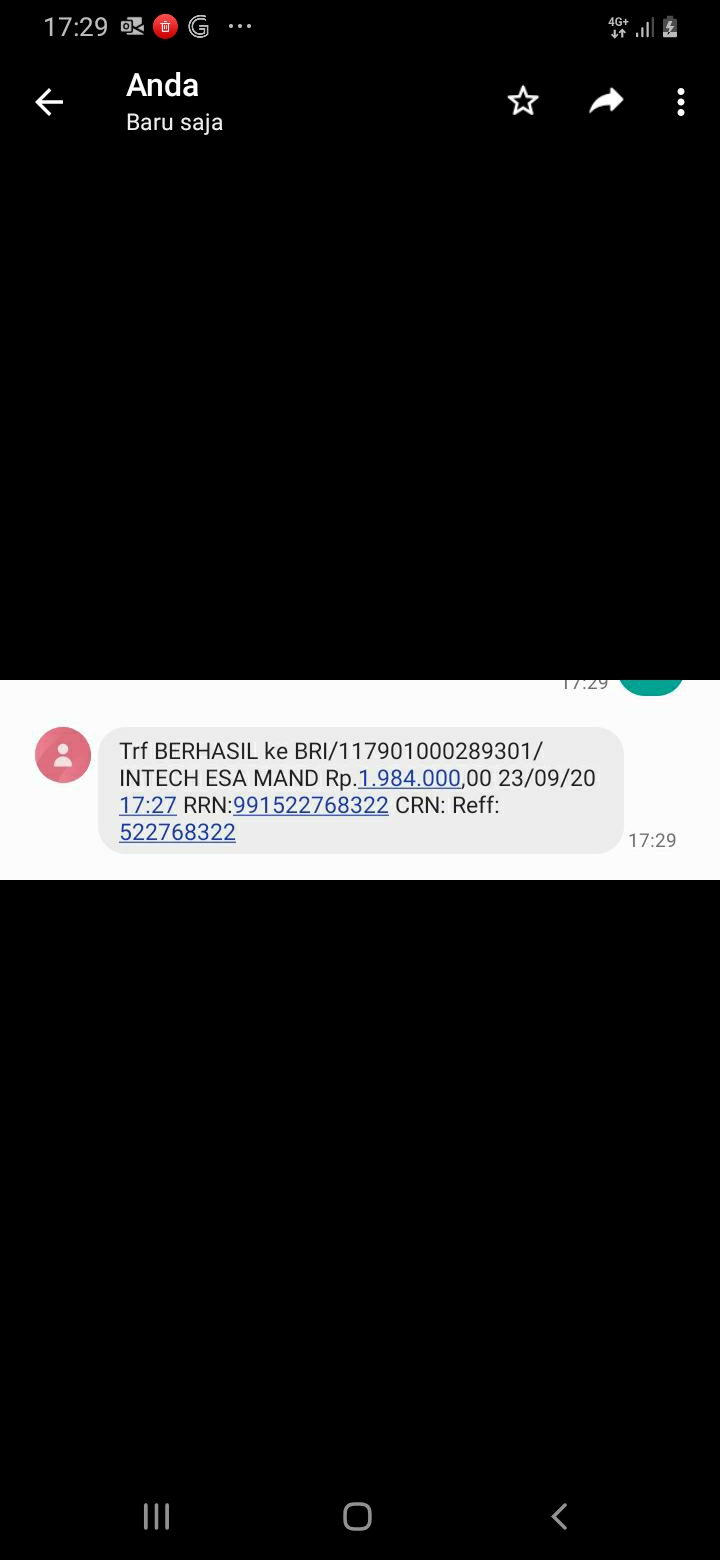 17:29
4G+
Anda
Baru saja
17:29
Trf BERHASIL ke BRI/117901000289301/
INTECH ESA MAND Rp.1.984.000,00 23/09/20
17:27 RRN:991522768322 CRN: Reff:
522768322
17:29